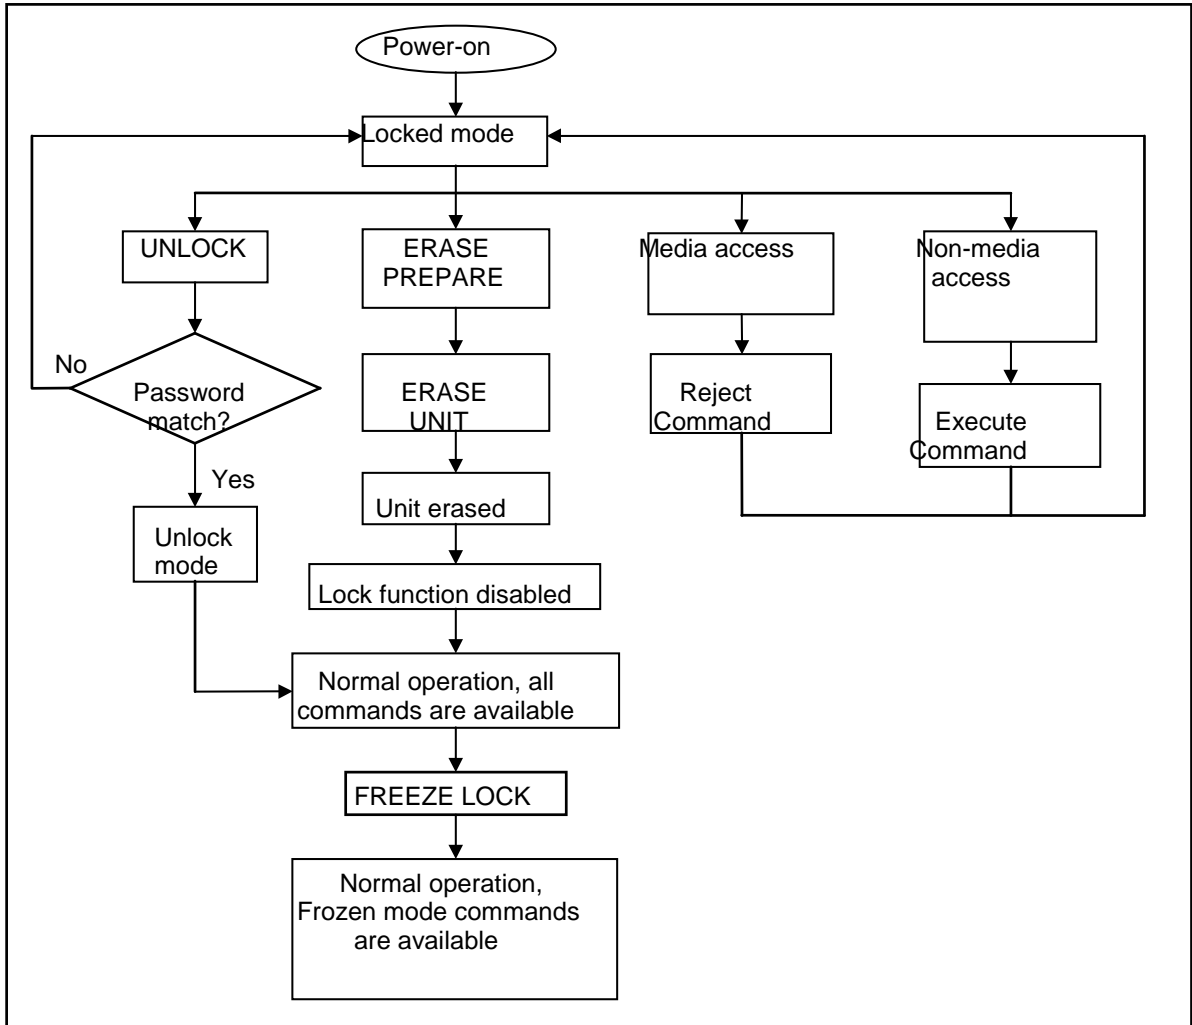 Power-on
Locked mode
UNLOCK
ERASE
PREPARE
Media access
Non-media
access
No
Password
match?
ERASE
UNIT
Reject
Command
Execute
Command
Yes
Unit erased
Unlock
mode
Lock function disabled
Normal operation, all
commands are available
FREEZE LOCK
Normal operation,
Frozen mode commands
are available